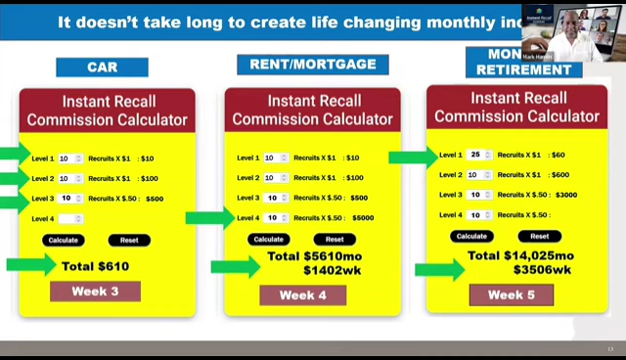 It doesn't take long to create life changing monthly inc
Instant Recall
Mark Ha
CAR
Instant Recall
Commission Calculator
Level 1 10 Recruits X $1 : $10
Level 2 10 Recruits X $1 : $100
Level 3 10 Recruits X $.50 : $500
Level 4
Calculate Reset
Total $610
Week 3
RENT/MORTGAGE
Instant Recall
Commission Calculator
Level 1 10 Recruits X $1 : $10
Level 2 10 Recruits X $1 : $100
Level 3 10 Recruits X $.50 : $500
Level 4 10 Recruits X $.50 : $5000
Calculate Reset
Total $5610mo
$1402wk
Week 4
MON
RETIREMENT
Instant Recall
Commission Calculator
Level 1 25 Recruits X $1 : $60
Level 2 10 Recruits X $1 : $600
Level 3 10 Recruits X $.50 : $3000
Level 4 10 Recruits X $.50 :
Calculate Reset
Total $14,025mo
$3506wk
Week 5
13